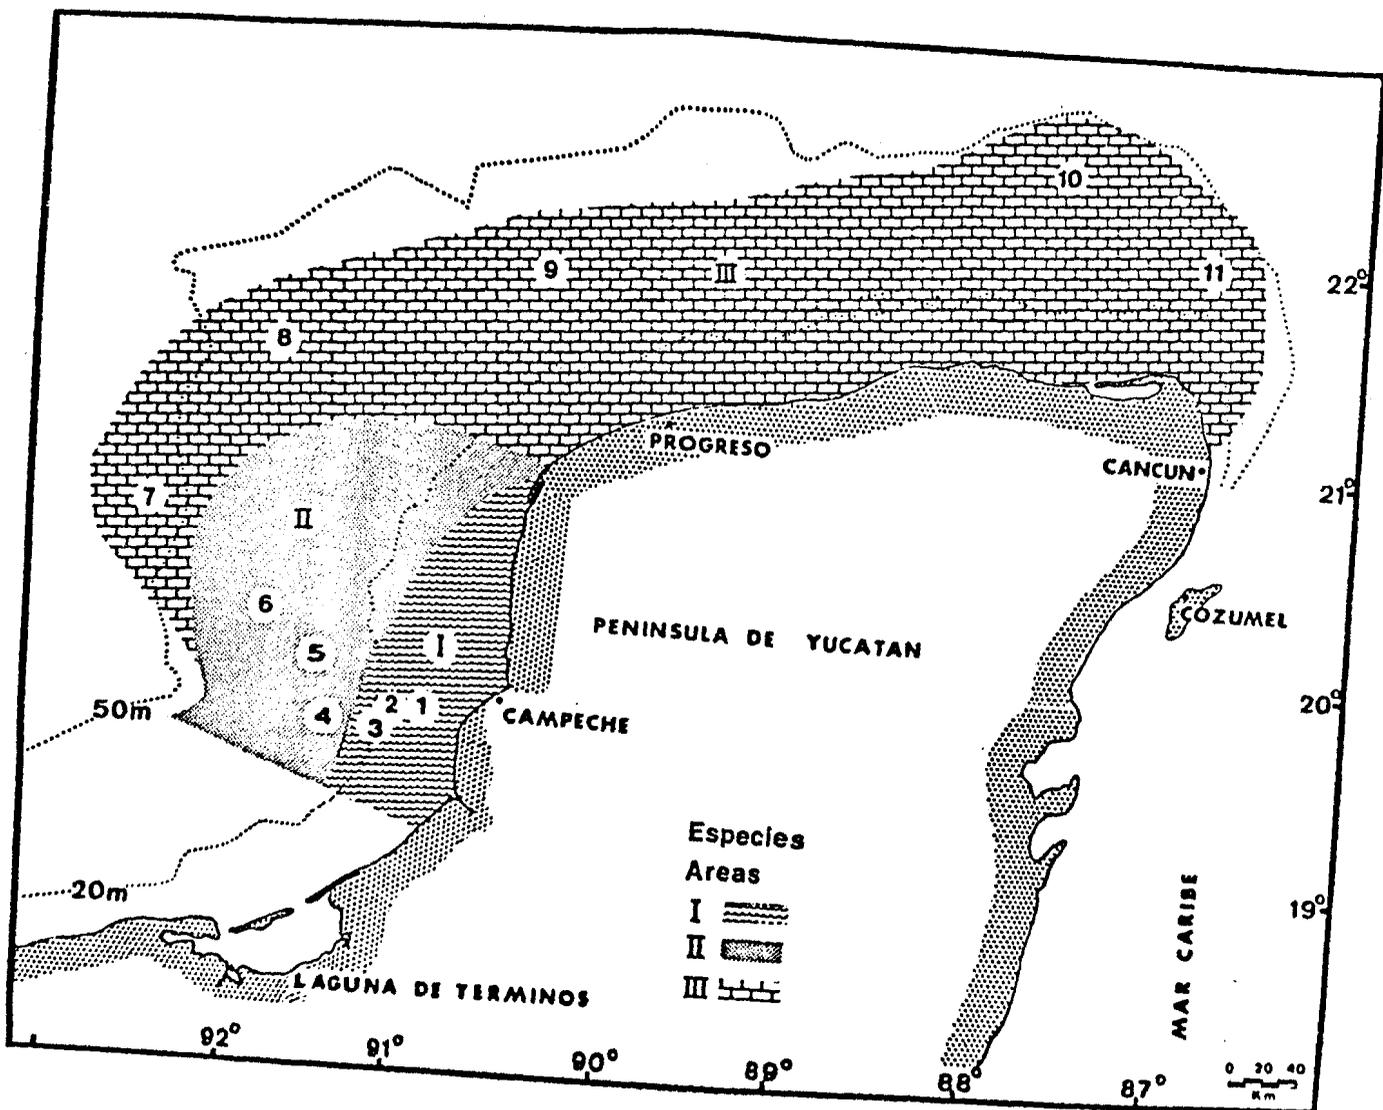 10
9
III
11
22°
8
PROGRESO
CANCUN
7
21°
II
6
COZUMEL
I
PENINSULA DE YUCATAN
5
20°
50m
2 1
4
3
CAMPECHE
Especies
Areas
I
II
III
20m
19°
MAR CARIBE
LAGUNA DE TERMINOS
92°
91°
90°
89°
88°
87°
0 20 40
Km